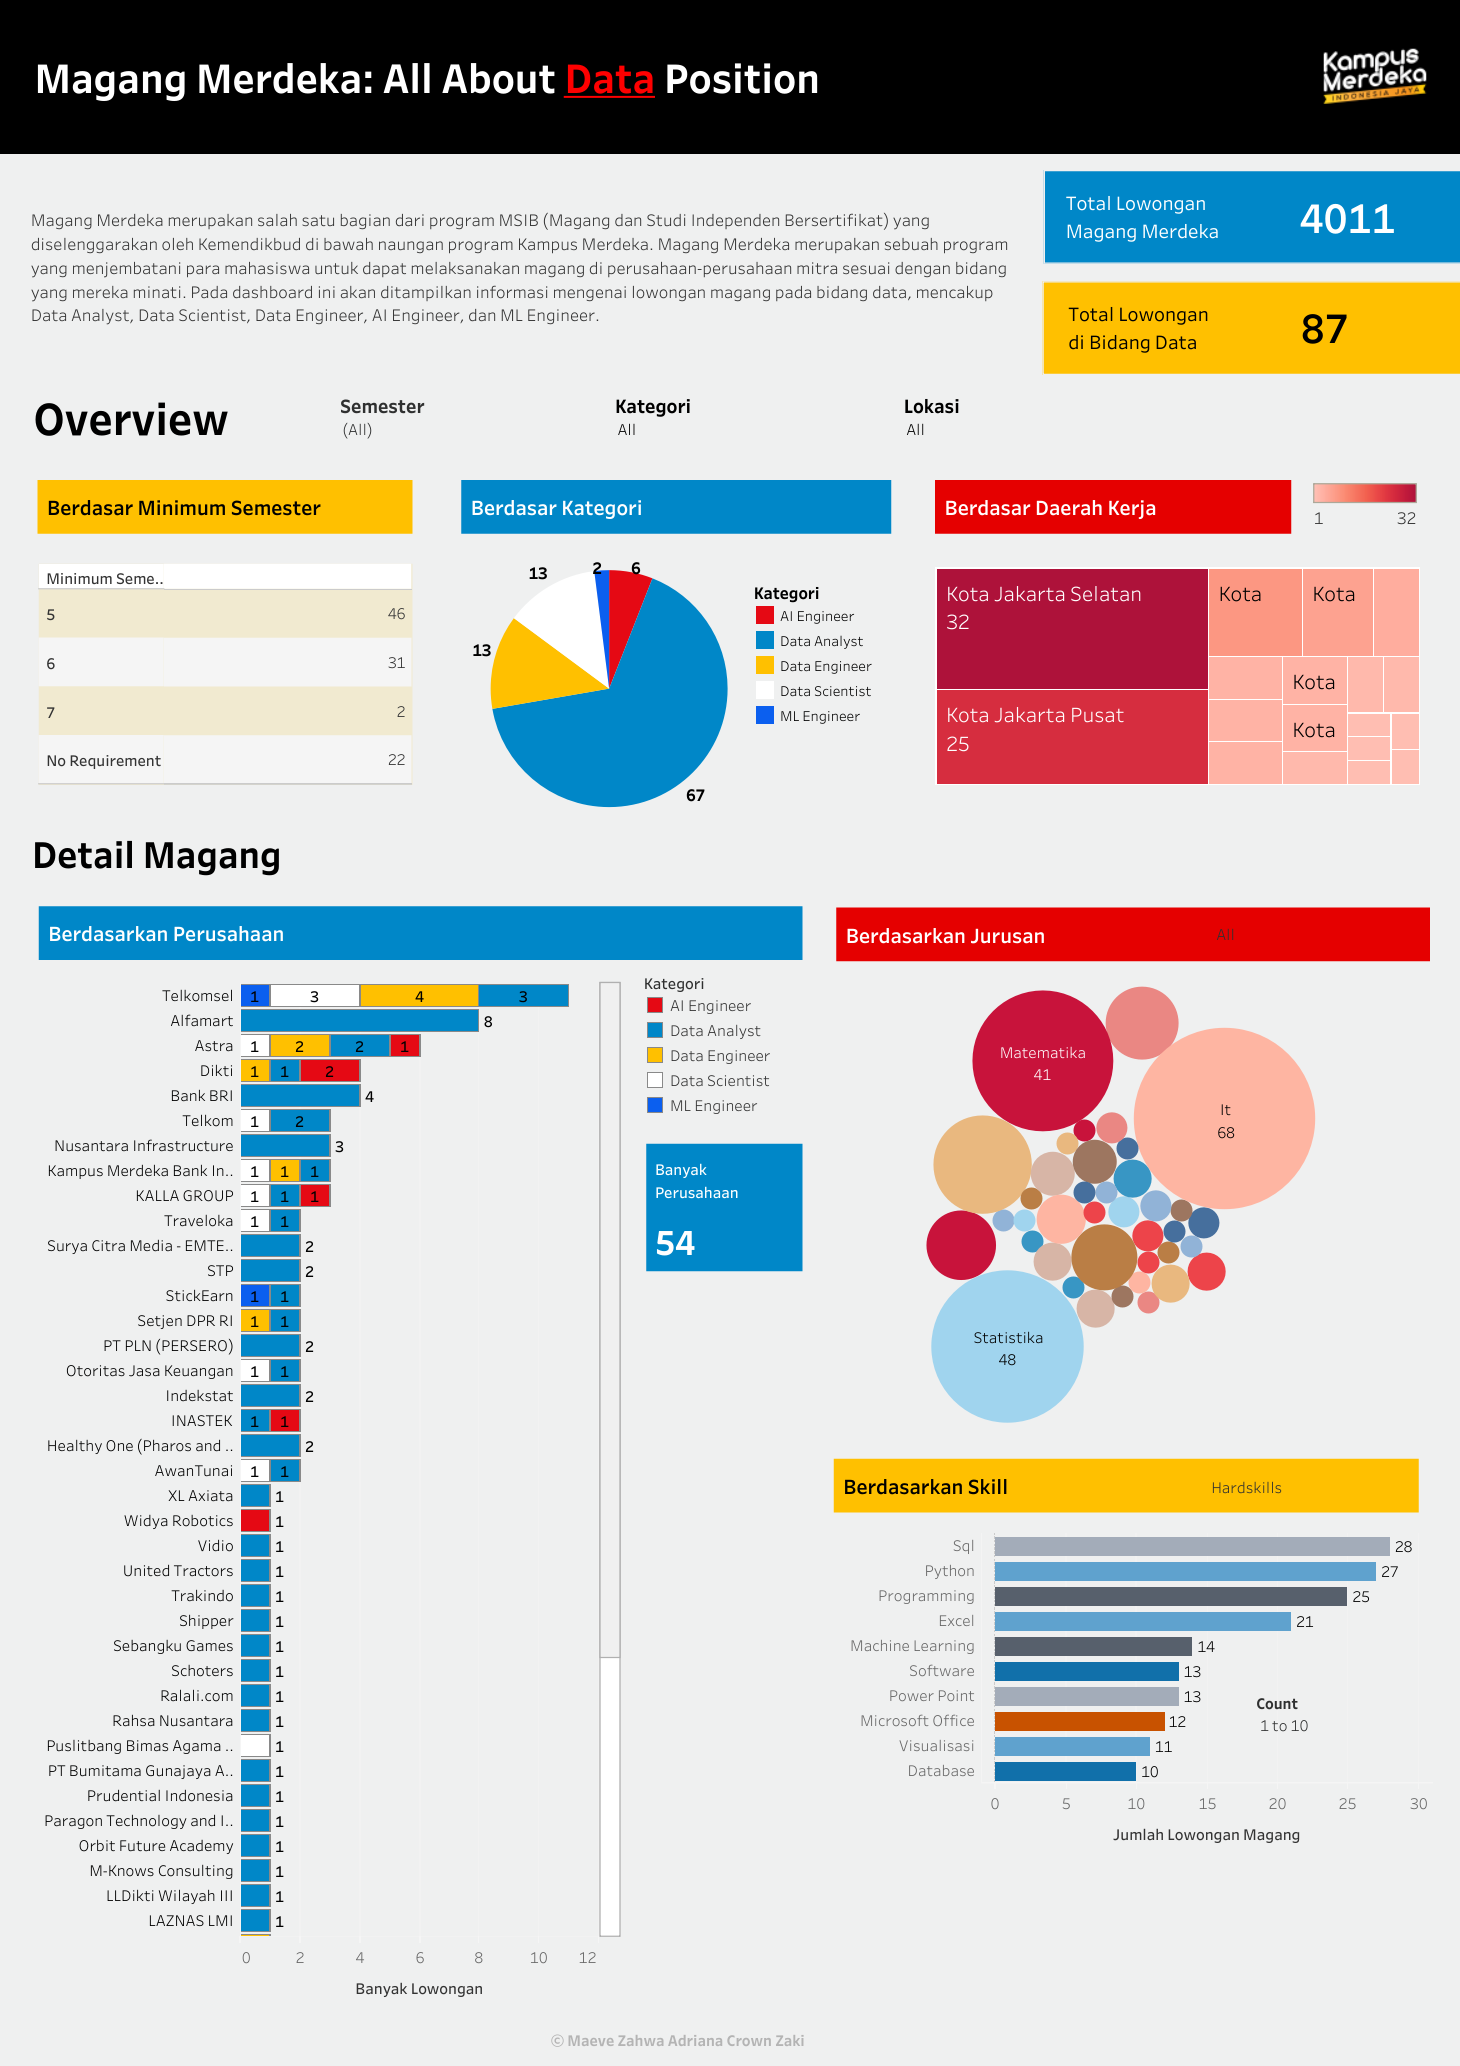 Magang Merdeka: All About Data Position
Kampus
Merdeka
INDONESIA JAYA
Magang Merdeka merupakan salah satu bagian dari program MSIB (Magang dan Studi Independen Bersertifikat) yang
diselenggarakan oleh Kemendikbud di bawah naungan program Kampus Merdeka. Magang Merdeka merupakan sebuah program
yang menjembatani para mahasiswa untuk dapat melaksanakan magang di perusahaan-perusahaan mitra sesuai dengan bidang
yang mereka minati. Pada dashboard ini akan ditampilkan informasi mengenai lowongan magang pada bidang data, mencakup
Data Analyst, Data Scientist, Data Engineer, AI Engineer, dan ML Engineer.
Total Lowongan
Magang Merdeka
4011
Total Lowongan
di Bidang Data
87
Overview
Semester
(All)
Kategori
All
Lokasi
All
Berdasar Minimum Semester
Minimum Seme..
5 46
6 31
7 2
No Requirement 22
Berdasar Kategori
13
2
6
13
67
Kategori
AI Engineer
Data Analyst
Data Engineer
Data Scientist
ML Engineer
Berdasar Daerah Kerja
1 32
Kota Jakarta Selatan
32
Kota Jakarta Pusat
25
Kota
Kota
Kota
Kota
Detail Magang
Berdasarkan Perusahaan
Telkomsel 1 3 4 3
Alfamart 8
Astra 1 2 2 1
Dikti 1 1 2
Bank BRI 4
Telkom 1 2
Nusantara Infrastructure 3
Kampus Merdeka Bank In.. 1 1 1
KALLA GROUP 1 1 1
Traveloka 1 1
Surya Citra Media - EMTE.. 2
STP 2
StickEarn 1 1
Setjen DPR RI 1 1
PT PLN (PERSERO) 2
Otoritas Jasa Keuangan 1 1
Indekstat 2
INASTEK 1 1
Healthy One (Pharos and .. 2
AwanTunai 1 1
XL Axiata 1
Widya Robotics 1
Vidio 1
United Tractors 1
Trakindo 1
Shipper 1
Sebangku Games 1
Schoters 1
Ralali.com 1
Rahsa Nusantara 1
Puslitbang Bimas Agama .. 1
PT Bumitama Gunajaya A.. 1
Prudential Indonesia 1
Paragon Technology and I.. 1
Orbit Future Academy 1
M-Knows Consulting 1
LLDikti Wilayah III 1
LAZNAS LMI 1
0 2 4 6 8 10 12
Banyak Lowongan
Kategori
AI Engineer
Data Analyst
Data Engineer
Data Scientist
ML Engineer
Banyak
Perusahaan
54
Berdasarkan Jurusan
All
Matematika
41
It
68
Statistika
48
Berdasarkan Skill
Hardskills
Sql 28
Python 27
Programming 25
Excel 21
Machine Learning 14
Software 13
Power Point 13
Microsoft Office 12
Visualisasi 11
Database 10
Count
1 to 10
0 5 10 15 20 25 30
Jumlah Lowongan Magang
© Maeve Zahwa Adriana Crown Zaki